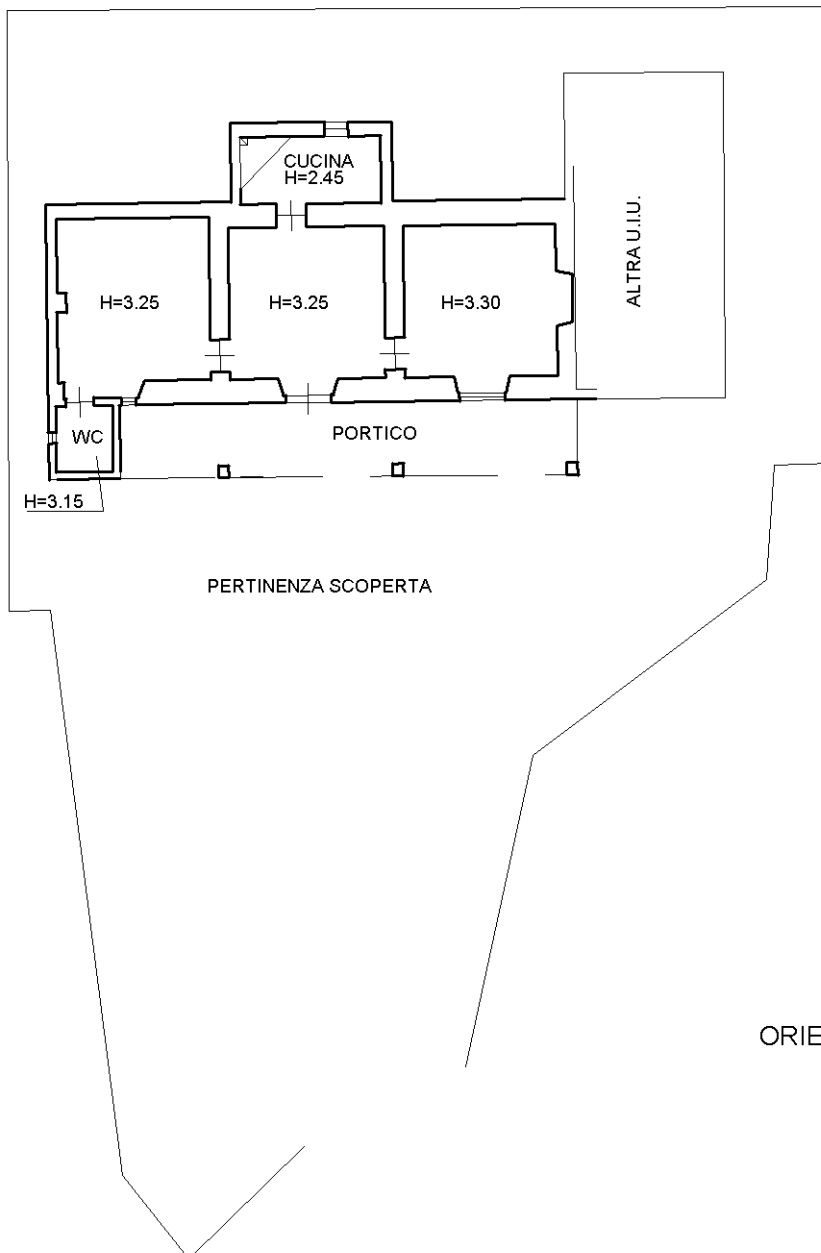 CUCINA
H=2.45
ALTRA U.I.U.
H=3.25
H=3.25
H=3.30
WC
PORTICO
H=3.15
PERTINENZA SCOPERTA
ORIE